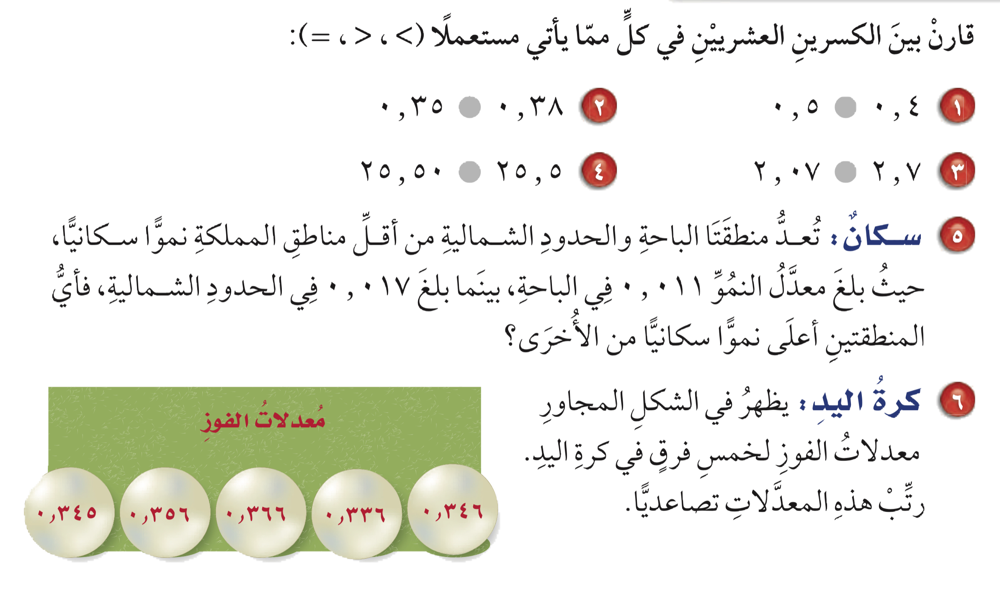 قارنْ بينَ الكسرينِ العشرييْنِ في كلٍّ ممّا يأتي مستعملًا (> ، < ، =):
١ ٠,٤ ● ٠,٥ ٢ ٠,٣٨ ● ٠,٣٥
٣ ٢,٧ ● ٢,٠٧ ٤ ٢٥,٥ ● ٢٥,٥٠
٥ سكانٌ: تُعدُّ منطقَتَا الباحةِ والحدودِ الشماليةِ من أقلِّ مناطقِ المملكةِ نموًّا سكانيًّا،
حيثُ بلغَ معدَّلُ النمُوِّ ٠,٠١١ فِي الباحةِ، بينَما بلغَ ٠,٠١٧ فِي الحدودِ الشماليةِ، فأيُّ
المنطقتينِ أعلَى نموًّا سكانيًّا من الأُخرَى؟
٦ كرةُ اليدِ: يظهرُ في الشكلِ المجاورِ
معدلاتُ الفوزِ لخمسِ فرقٍ في كرةِ اليدِ.
رتِّبْ هذهِ المعدَّلاتِ تصاعديًّا.
مُعدلاتُ الفوزِ
٠,٣٤٦ ٠,٣٣٦ ٠,٣٦٦ ٠,٣٥٦ ٠,٣٤٥